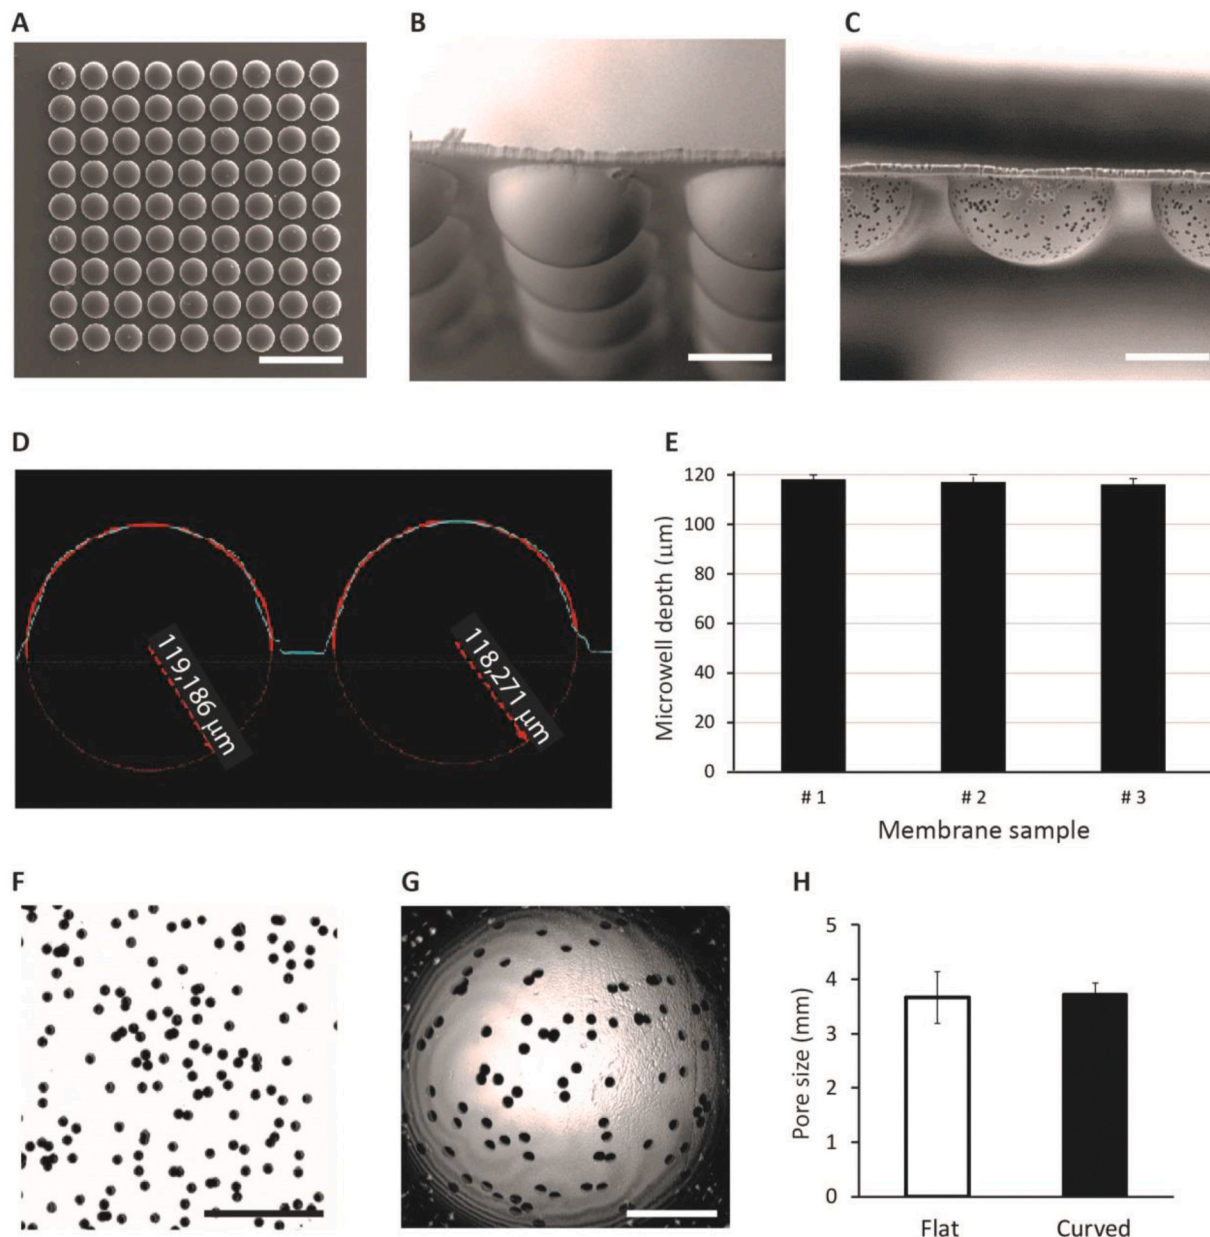 A
B
C
D
119,186 µm
118,271 µm
E
120
100
80
60
40
20
0
Microwell depth (µm)
# 1
# 2
# 3
Membrane sample
F
G
H
5
4
3
2
1
0
Pore size (mm)
Flat
Curved